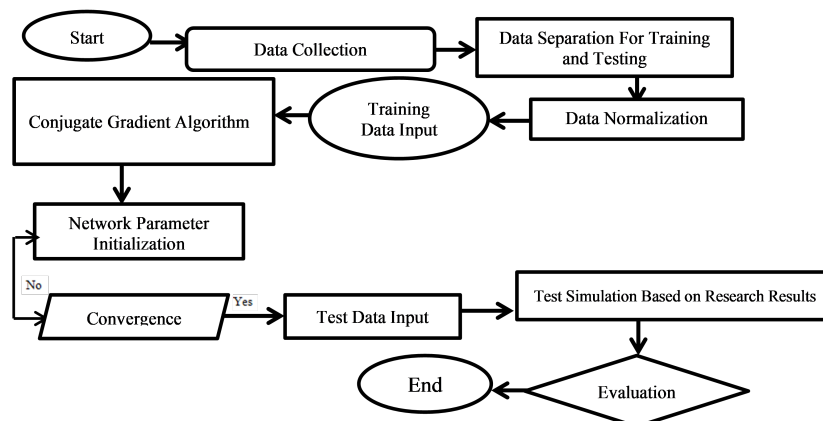 Start
Data Collection
Data Separation For Training
and Testing
Data Normalization
Training
Data Input
Conjugate Gradient Algorithm
Network Parameter
Initialization
No
Convergence
Yes
Test Data Input
Test Simulation Based on Research Results
Evaluation
End